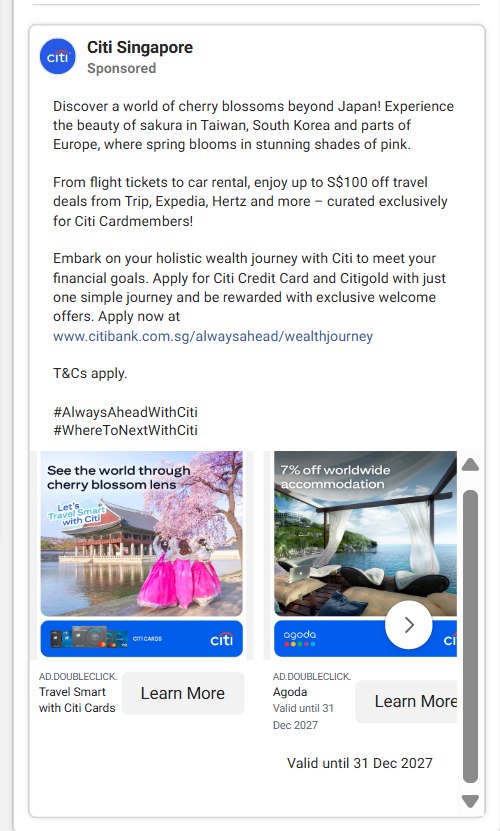 citi
Citi Singapore
Sponsored
Discover a world of cherry blossoms beyond Japan! Experience
the beauty of sakura in Taiwan, South Korea and parts of
Europe, where spring blooms in stunning shades of pink.
From flight tickets to car rental, enjoy up to S$100 off travel
deals from Trip, Expedia, Hertz and more – curated exclusively
for Citi Cardmembers!
Embark on your holistic wealth journey with Citi to meet your
financial goals. Apply for Citi Credit Card and Citigold with just
one simple journey and be rewarded with exclusive welcome
offers. Apply now at
www.citibank.com.sg/alwaysahead/wealthjourney
T&Cs apply.
#AlwaysAheadWithCiti
#WhereToNextWithCiti
See the world through
cherry blossom lens
Let's
Travel Smart
with Citi
CITI CARDS
citi
AD.DOUBLECLICK.
Travel Smart
with Citi Cards
Learn More
7% off worldwide
accommodation
agoda
ci
AD.DOUBLECLICK.
Agoda
Valid until 31
Dec 2027
Learn More
Valid until 31 Dec 2027